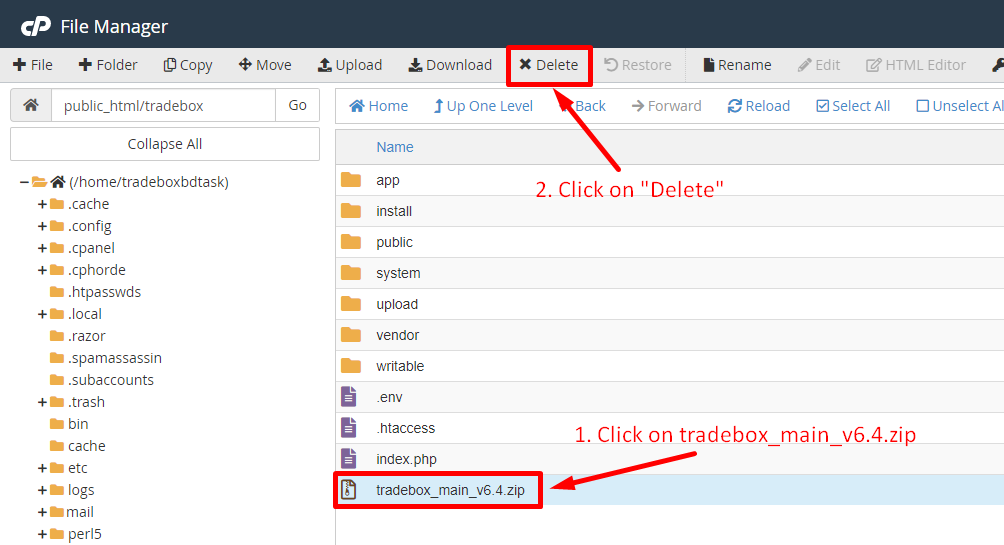 cP File Manager
File Folder Copy Move Upload Download Delete Restore Rename Edit HTML Editor
public_html/tradebox Go
Collapse All
(/home/tradeboxbdtask)
.cache
.config
.cpanel
.cphorde
.htpasswds
.local
.razor
.spamassassin
.subaccounts
.trash
bin
cache
etc
logs
mail
perl5
Home Up One Level Back Forward Reload Select All Unselect Al
Name
app
install
public
system
upload
vendor
writable
.env
.htaccess
index.php
tradebox_main_v6.4.zip
2. Click on "Delete"
1. Click on tradebox_main_v6.4.zip